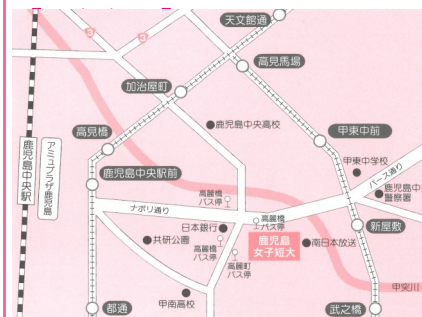 天文館通
3
3
高見馬場
加治屋町
鹿児島中央高校
高見橋
甲東中前
鹿児島中央駅
アミュプラザ鹿児島
甲東中学校
鹿児島中央駅前
パース通り
高麗橋
バス停
鹿児島中
警察署
ナポリ通り
高麗橋
バス停
日本銀行
新屋敷
共研公園
高麗橋
バス停
鹿児島
女子短大
南日本放送
高麗町
バス停
甲突川
甲南高校
都通
武之橋